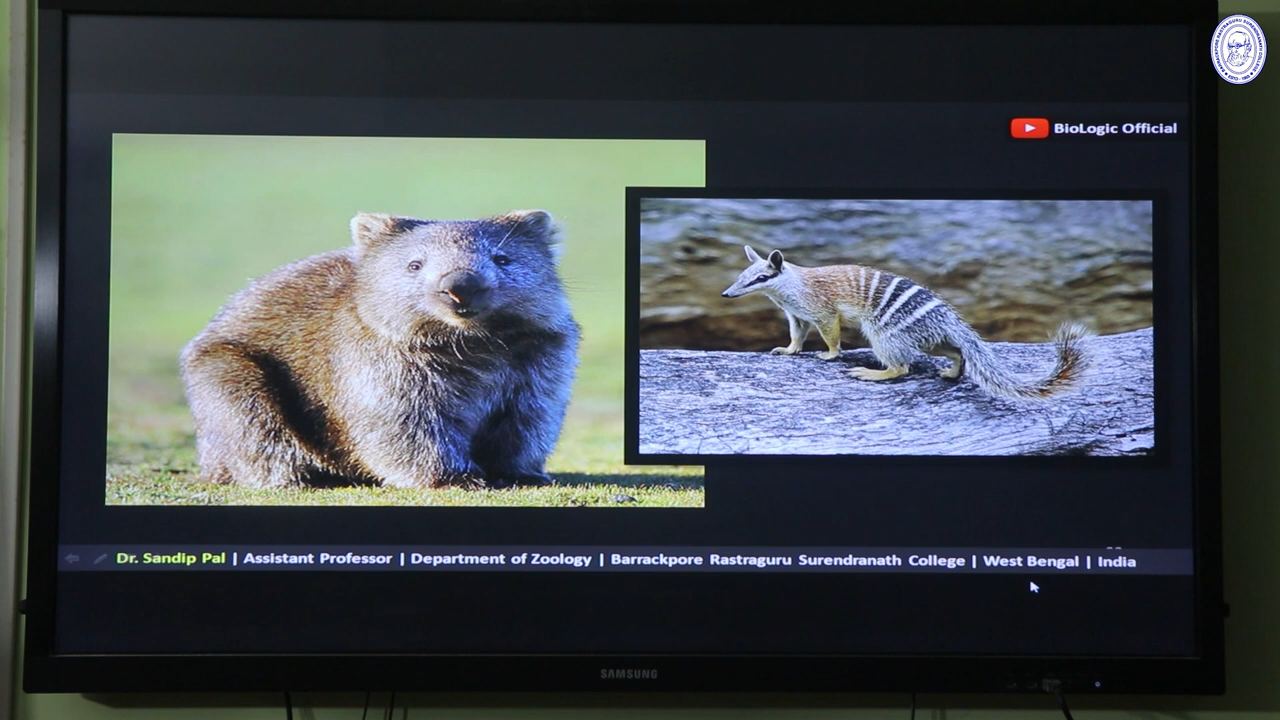 BioLogic Official
Dr. Sandip Pal | Assistant Professor | Department of Zoology | Barrackpore Rastraguru Surendranath College | West Bengal | India
SAMSUNG